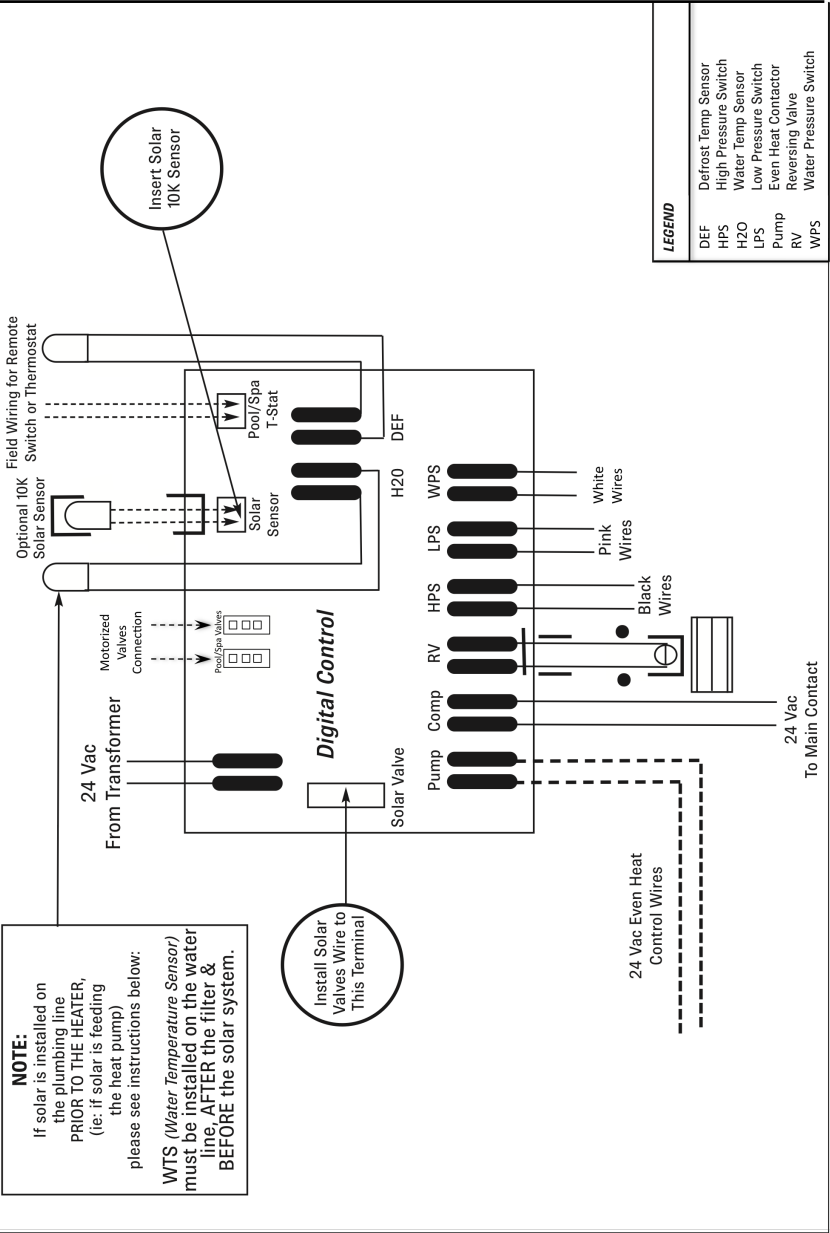 NOTE:
If solar is installed on
the plumbing line
PRIOR TO THE HEATER,
(ie: if solar is feeding
the heat pump)
please see instructions below:
WTS (Water Temperature Sensor)
must be installed on the water
line, AFTER the filter &
BEFORE the solar system.
24 Vac
From Transformer
Motorized
Valves
Connection
Optional 10K
Solar Sensor
Field Wiring for Remote
Switch or Thermostat
Insert Solar
10K Sensor
Pool/Spa Valves
Solar
Sensor
Pool/Spa
T-Stat
Install Solar
Valves Wire to
This Terminal
Solar Valve
Digital Control
H20
DEF
Pump
Comp
RV
HPS
LPS
WPS
24 Vac Even Heat
Control Wires
24 Vac
To Main Contact
Black
Wires
Pink
Wires
White
Wires
LEGEND
DEF Defrost Temp Sensor
HPS High Pressure Switch
H2O Water Temp Sensor
LPS Low Pressure Switch
Pump Even Heat Contactor
RV Reversing Valve
WPS Water Pressure Switch